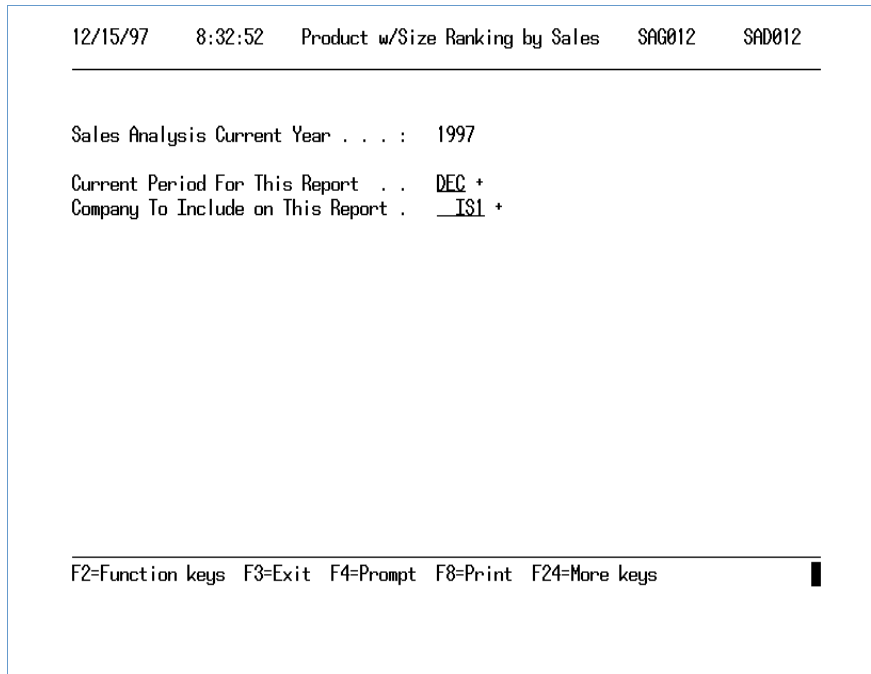 12/15/97 8:32:52 Product w/Size Ranking by Sales SAG012 SAD012
Sales Analysis Current Year . . . : 1997
Current Period For This Report . . DEC +
Company To Include on This Report . IS1 +
F2=Function keys F3=Exit F4=Prompt F8=Print F24=More keys